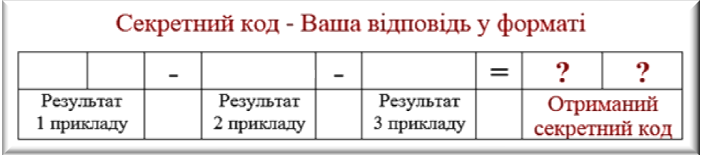 Секретний код - Ваша відповідь у форматі
- - = ? ?
Результат 1 прикладу
Результат 2 прикладу
Результат 3 прикладу
Отриманий секретний код